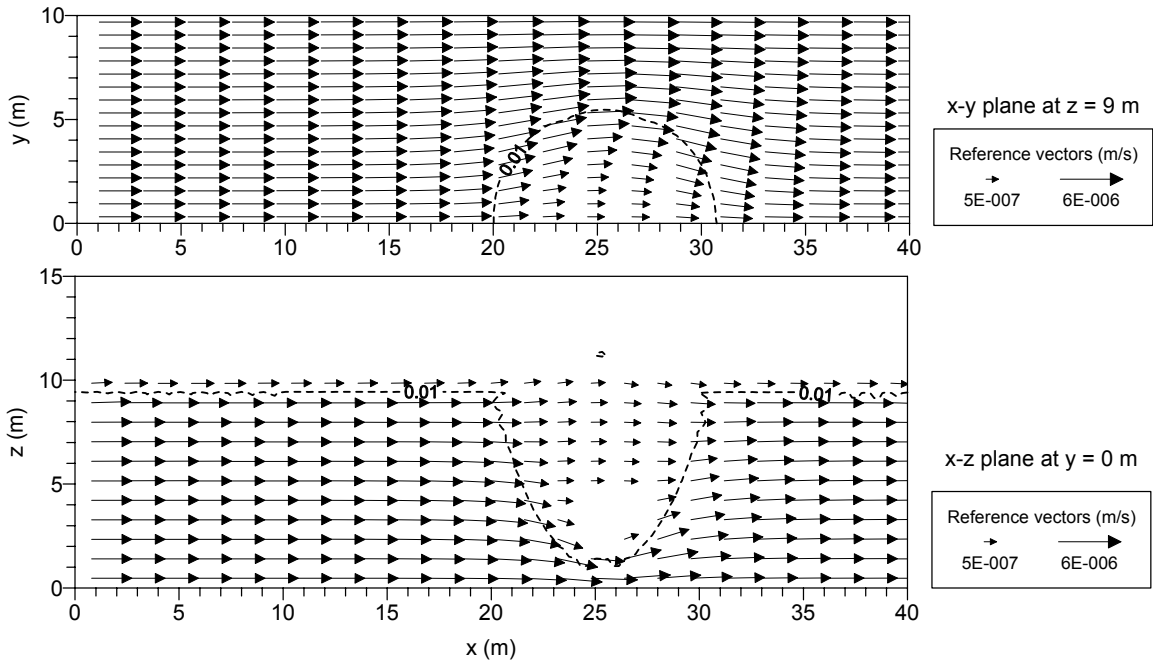 10
5
0
y (m)
0.01
0 5 10 15 20 25 30 35 40
x-y plane at z = 9 m
Reference vectors (m/s)
5E-007 6E-006
15
10
5
0
z (m)
0.01 0.01
0 5 10 15 20 25 30 35 40
x (m)
x-z plane at y = 0 m
Reference vectors (m/s)
5E-007 6E-006